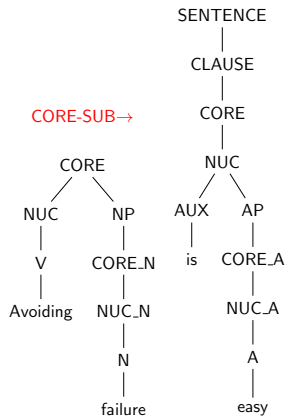 SENTENCE
CLAUSE
CORE-SUB→ CORE
CORE NUC
NUC NP AUX AP
V CORE_N is CORE_A
Avoiding NUC_N NUC_A
N A
failure easy